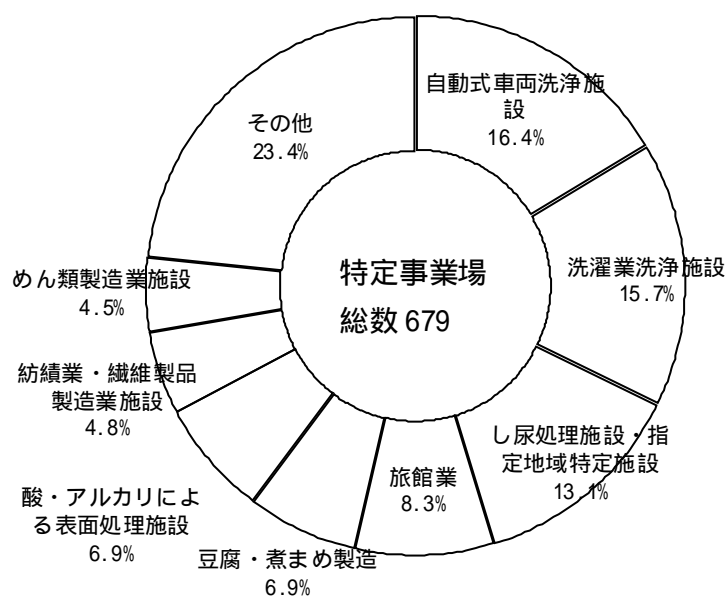 自動式車両洗浄施
設
16.4%
洗濯業洗浄施設
15.7%
し尿処理施設・指
定地域特定施設
13.1%
旅館業
8.3%
豆腐・煮まめ製造
6.9%
酸・アルカリによ
る表面処理施設
6.9%
紡績業・繊維製品
製造業施設
4.8%
めん類製造業施設
4.5%
その他
23.4%
特定事業場
総数 679